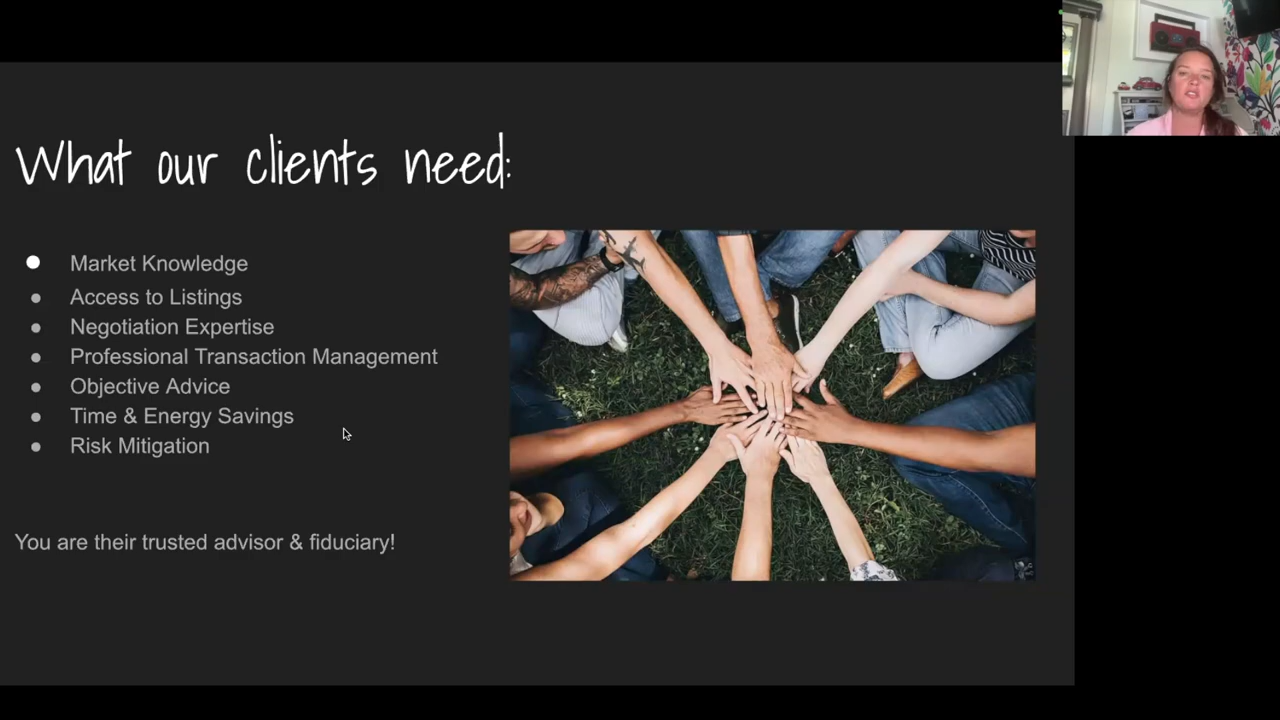 What our clients need:
Market Knowledge
Access to Listings
Negotiation Expertise
Professional Transaction Management
Objective Advice
Time & Energy Savings
Risk Mitigation
You are their trusted advisor & fiduciary!